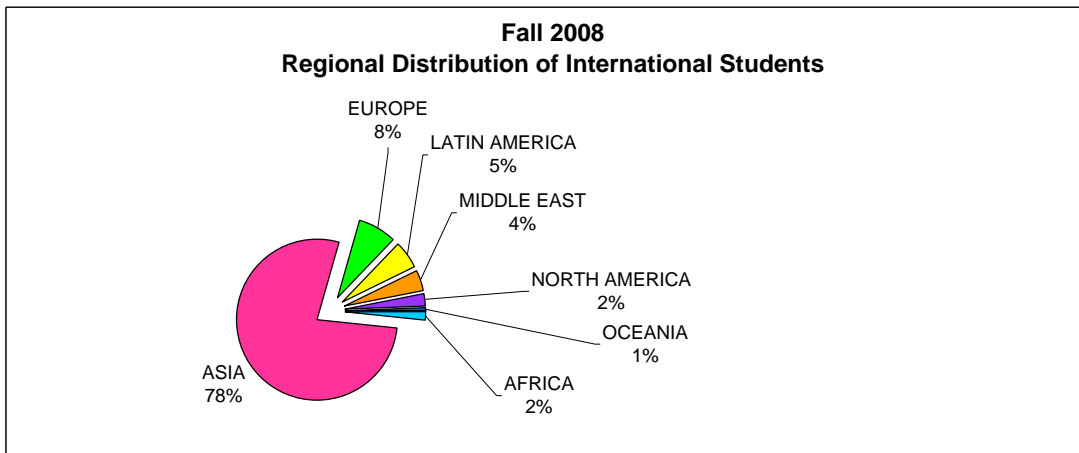 Fall 2008
Regional Distribution of International Students
EUROPE
8%
LATIN AMERICA
5%
MIDDLE EAST
4%
NORTH AMERICA
2%
OCEANIA
1%
AFRICA
2%
ASIA
78%